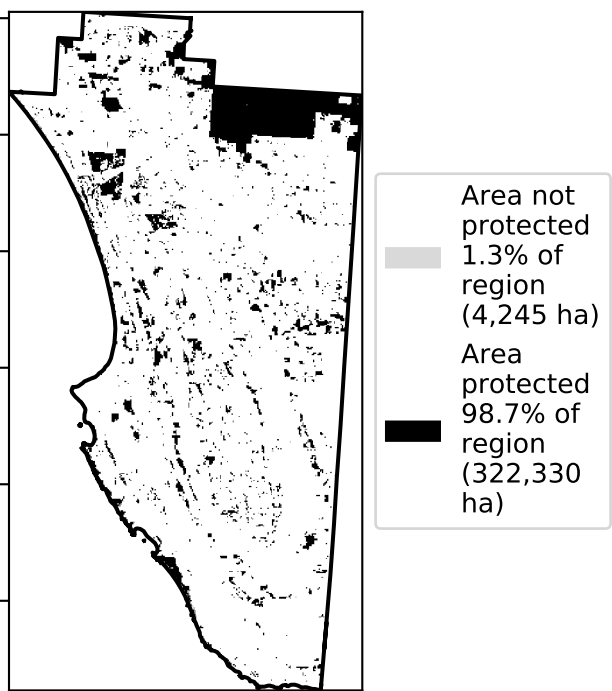 Area not
protected
1.3% of
region
(4,245 ha)
Area
protected
98.7% of
region
(322,330
ha)